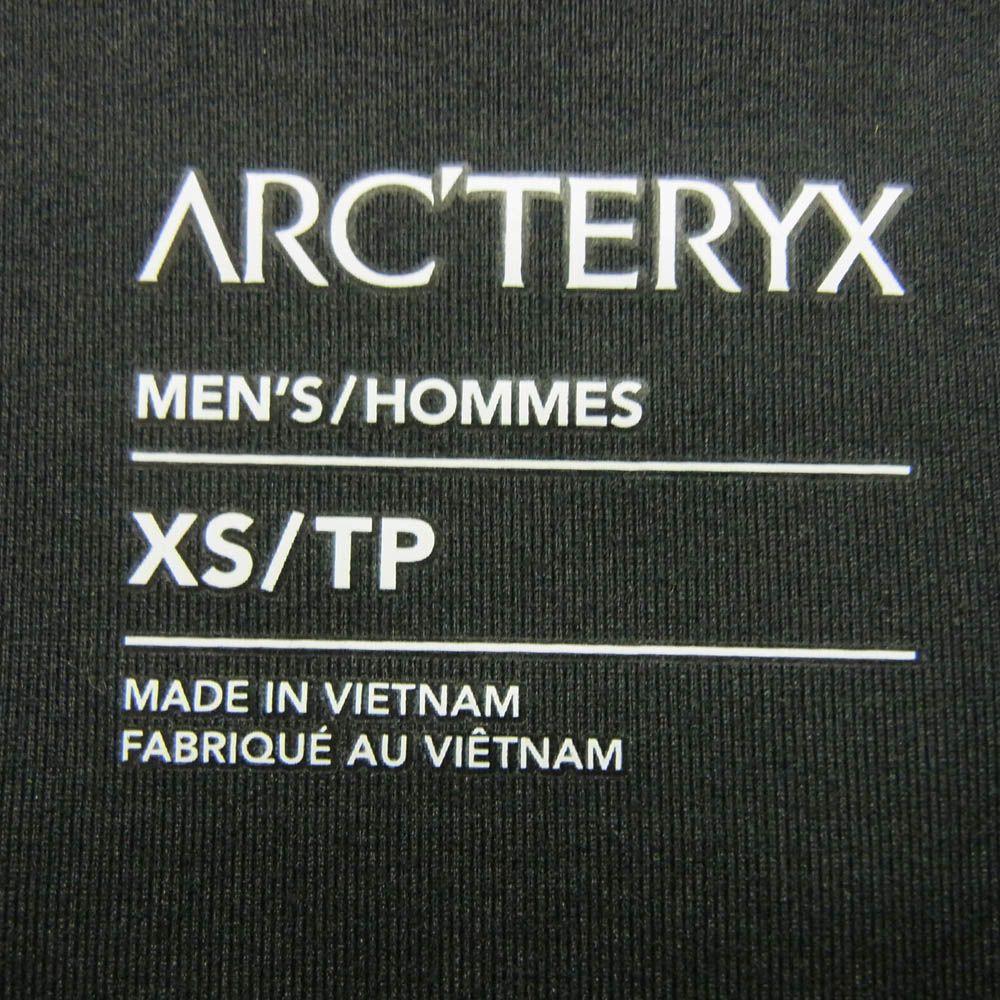 ARC'TERYX
MEN'S/HOMMES
XS/TP
MADE IN VIETNAM
FABRIQUÉ AU VIÊTNAM